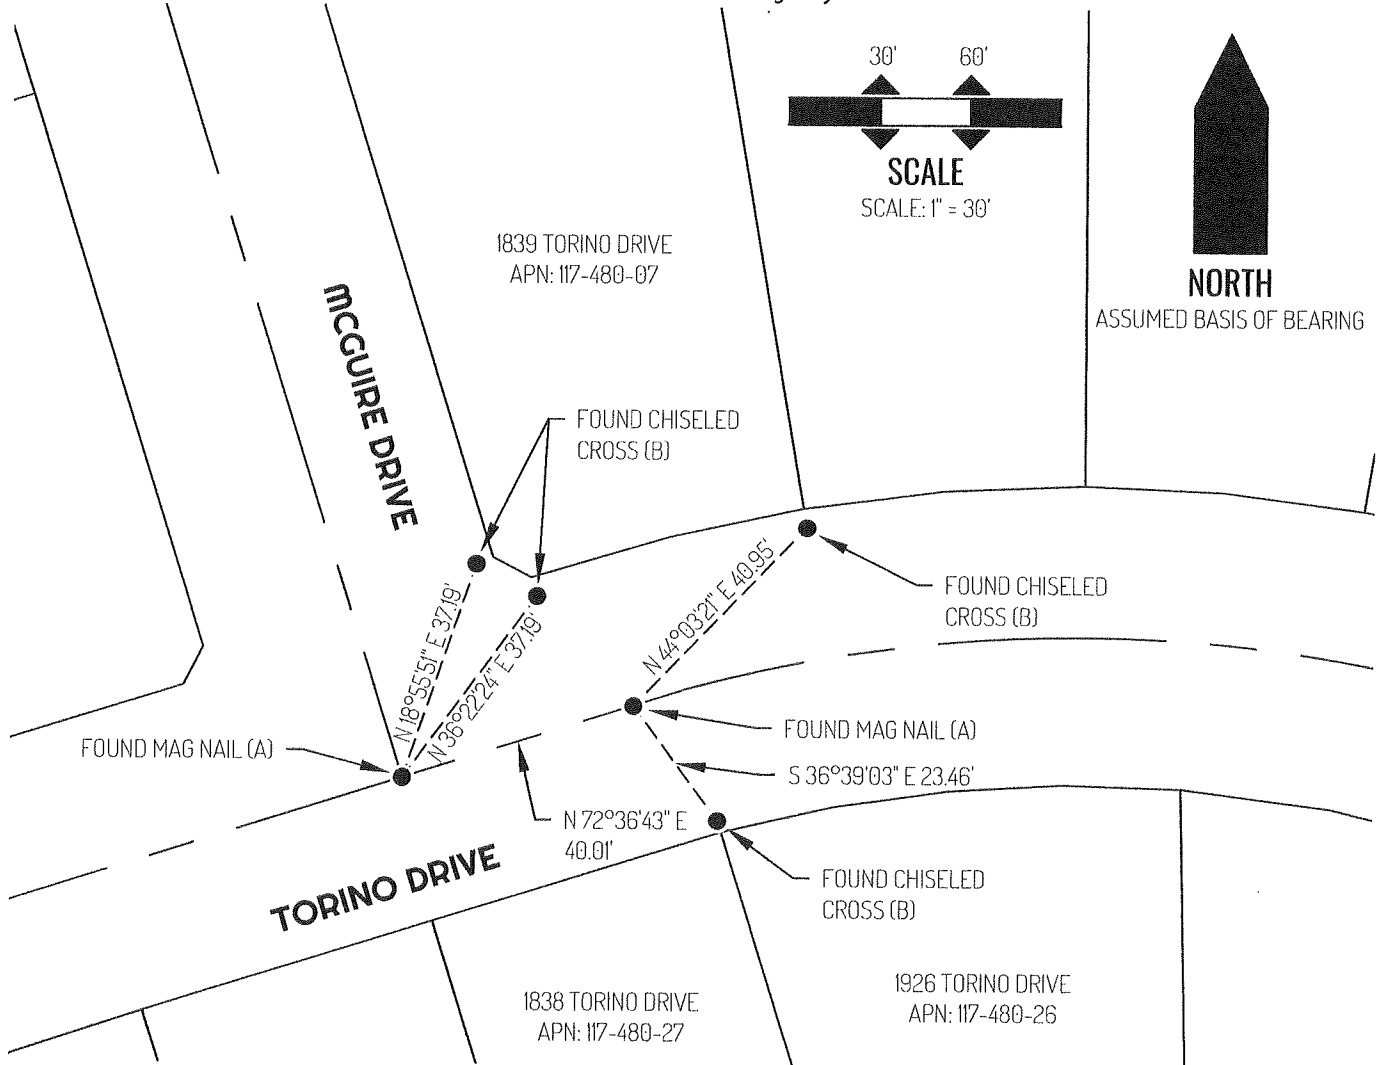 30' 60'
SCALE
SCALE: 1" = 30'
NORTH
ASSUMED BASIS OF BEARING
1839 TORINO DRIVE
APN: 117-480-07
MCGUIRE DRIVE
FOUND CHISELED
CROSS (B)
FOUND CHISELED
CROSS (B)
N 18°55'51" E 37.19'
N 36°22'24" E 37.19'
N 44°03'21" E 40.95'
FOUND MAG NAIL (A)
FOUND MAG NAIL (A)
S 36°39'03" E 23.46'
N 72°36'43" E
40.01'
TORINO DRIVE
FOUND CHISELED
CROSS (B)
1838 TORINO DRIVE
APN: 117-480-27
1926 TORINO DRIVE
APN: 117-480-26